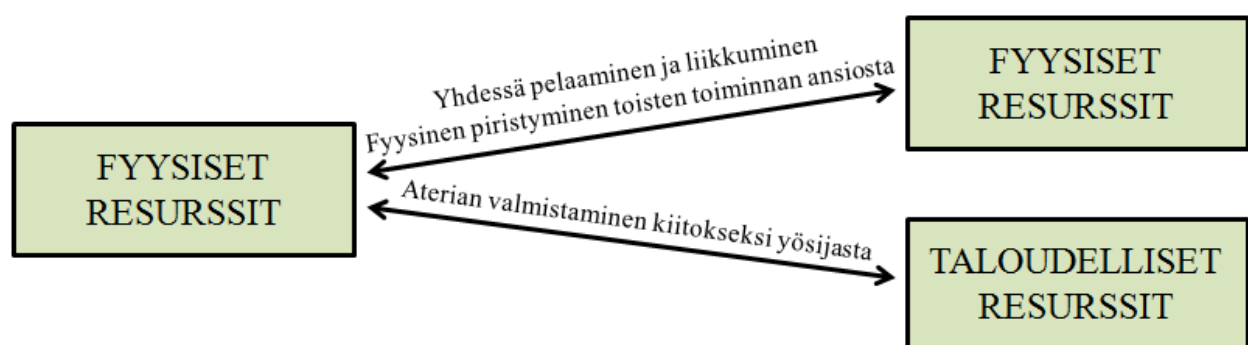 FYYSISET
RESURSSIT
Yhdessä pelaaminen ja liikkuminen
Fyysinen piristyminen toisten toiminnan ansiosta
FYYSISET
RESURSSIT
Aterian valmistaminen kiitokseksi yösijasta
TALOUDELLISET
RESURSSIT